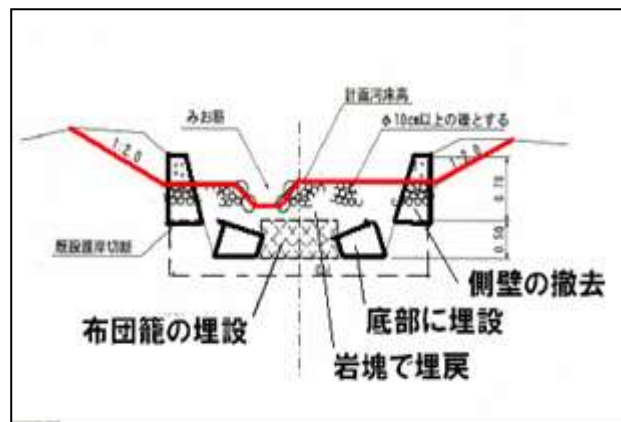 計画河床高
みお筋
φ10cm以上の礫とする
1:2.0
1:2.0
0.70
0.50
既設護岸切断
側壁の撤去
布団籠の埋設
底部に埋設
岩塊で埋戻